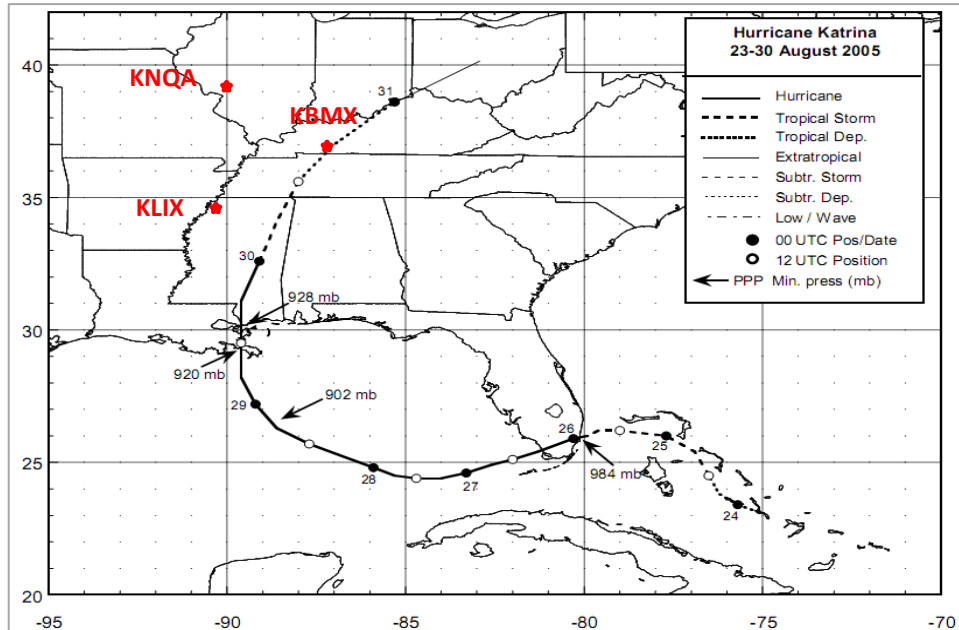 Hurricane Katrina
23-30 August 2005
Hurricane
Tropical Storm
Tropical Dep.
Extratropical
Subtr. Storm
Subtr. Dep.
Low / Wave
00 UTC Pos/Date
12 UTC Position
PPP Min. press (mb)
40
KNQA
31
KBMX
35
KLIX
30
928 mb
30
920 mb
902 mb
29
26
25
984 mb
25
28
27
24
20
-95
-90
-85
-80
-75
-70